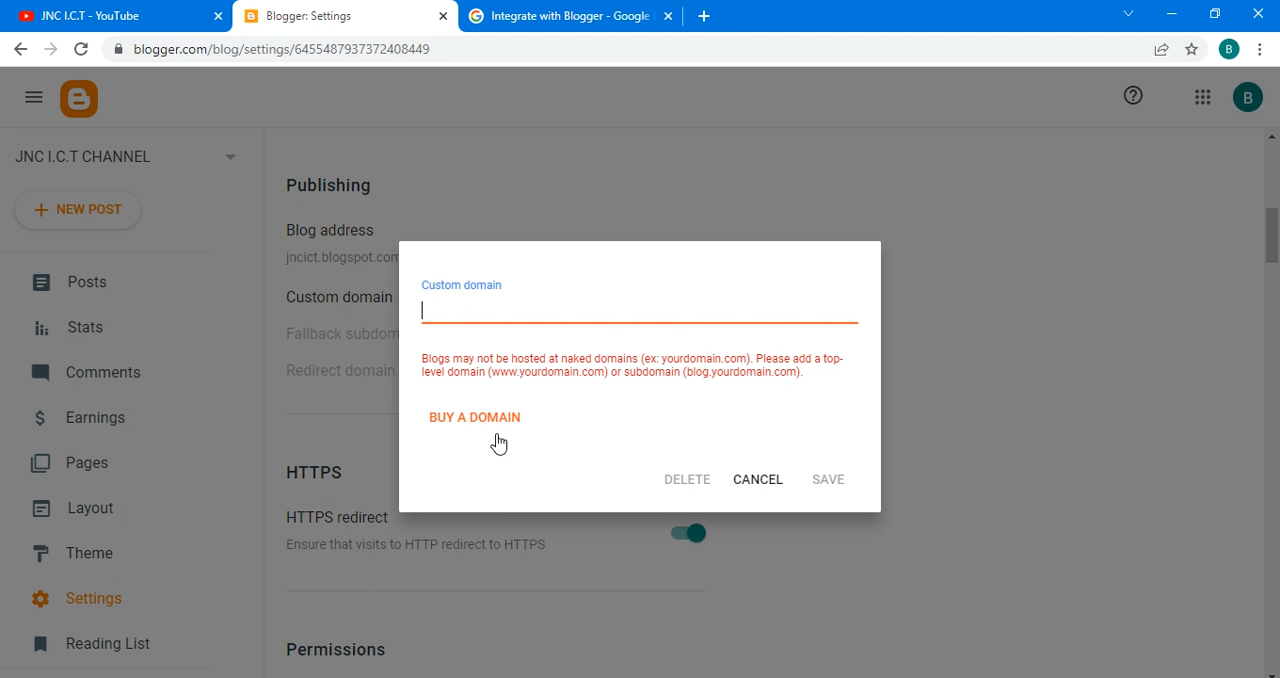 JNC I.C.T - YouTube
Blogger: Settings
Integrate with Blogger - Google
blogger.com/blog/settings/6455487937372408449
B
B
JNC I.C.T CHANNEL
NEW POST
Posts
Stats
Comments
Earnings
Pages
Layout
Theme
Settings
Reading List
Publishing
Blog address
jncict.blogspot.com
Custom domain
Fallback subdom
Redirect domain
HTTPS
HTTPS redirect
Ensure that visits to HTTP redirect to HTTPS
Permissions
Custom domain
Blogs may not be hosted at naked domains (ex: yourdomain.com). Please add a top-
level domain (www.yourdomain.com) or subdomain (blog.yourdomain.com).
BUY A DOMAIN
DELETE CANCEL SAVE